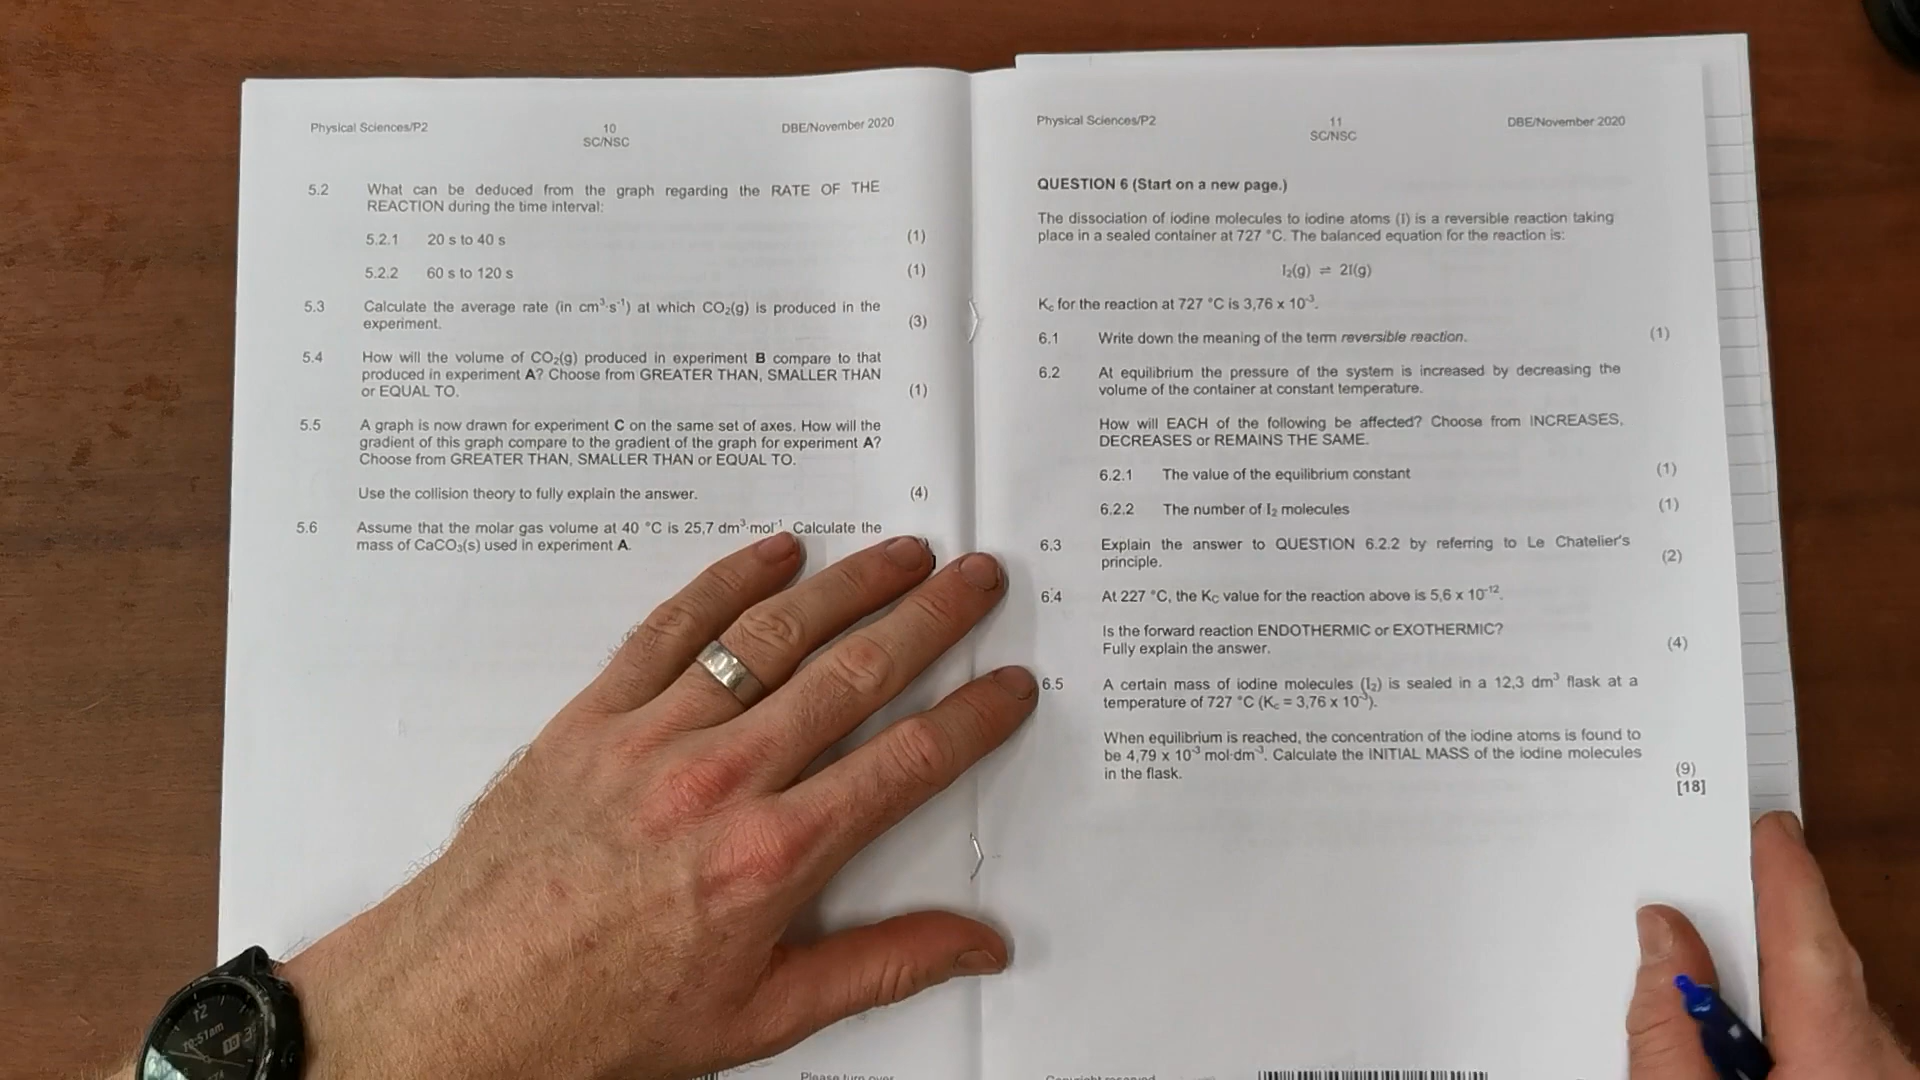 Physical Sciences/P2
10
SC/NSC
DBE/November 2020
5.2 What can be deduced from the graph regarding the RATE OF THE
REACTION during the time interval:
5.2.1 20 s to 40 s (1)
5.2.2 60 s to 120 s (1)
5.3 Calculate the average rate (in cm³·s⁻¹) at which CO₂(g) is produced in the
experiment. (3)
5.4 How will the volume of CO₂(g) produced in experiment B compare to that
produced in experiment A? Choose from GREATER THAN, SMALLER THAN
or EQUAL TO. (1)
5.5 A graph is now drawn for experiment C on the same set of axes. How will the
gradient of this graph compare to the gradient of the graph for experiment A?
Choose from GREATER THAN, SMALLER THAN or EQUAL TO.
Use the collision theory to fully explain the answer. (4)
5.6 Assume that the molar gas volume at 40 °C is 25,7 dm³·mol⁻¹. Calculate the
mass of CaCO₃(s) used in experiment A.
Please turn over
Physical Sciences/P2
11
SC/NSC
DBE/November 2020
QUESTION 6 (Start on a new page.)
The dissociation of iodine molecules to iodine atoms (I) is a reversible reaction taking
place in a sealed container at 727 °C. The balanced equation for the reaction is:
I₂(g) ⇌ 2I(g)
Kc for the reaction at 727 °C is 3,76 x 10⁻³.
6.1 Write down the meaning of the term reversible reaction. (1)
6.2 At equilibrium the pressure of the system is increased by decreasing the
volume of the container at constant temperature.
How will EACH of the following be affected? Choose from INCREASES,
DECREASES or REMAINS THE SAME.
6.2.1 The value of the equilibrium constant (1)
6.2.2 The number of I₂ molecules (1)
6.3 Explain the answer to QUESTION 6.2.2 by referring to Le Chatelier's
principle. (2)
6.4 At 227 °C, the KC value for the reaction above is 5,6 x 10⁻¹².
Is the forward reaction ENDOTHERMIC or EXOTHERMIC?
Fully explain the answer. (4)
6.5 A certain mass of iodine molecules (I₂) is sealed in a 12,3 dm³ flask at a
temperature of 727 °C (Kc = 3,76 x 10⁻³).
When equilibrium is reached, the concentration of the iodine atoms is found to
be 4,79 x 10⁻³ mol·dm⁻³. Calculate the INITIAL MASS of the iodine molecules
in the flask. (9)
[18]
Copyright reserved
12
10:51am